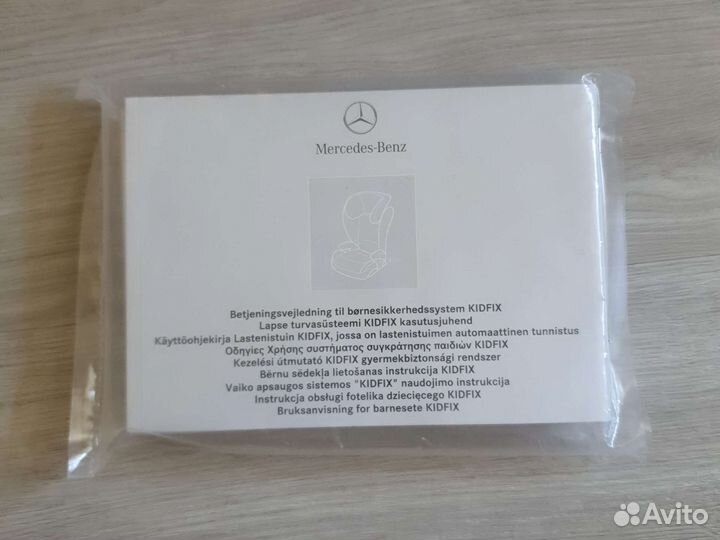 Mercedes-Benz
Betjeningsvejledning til børnesikkerhedssystem KIDFIX
Lapse turvasüsteemi KIDFIX kasutusjuhend
Käyttöohjekirja Lastenistuin KIDFIX, jossa on lastenistuimen automaattinen tunnistus
Οδηγίες Χρήσης συστήματος συγκράτησης παιδιών KIDFIX
Kezelési útmutató KIDFIX gyermekbiztonsági rendszer
Bērnu sēdekļa lietošanas instrukcija KIDFIX
Vaiko apsaugos sistemos "KIDFIX" naudojimo instrukcija
Instrukcja obsługi fotelika dziecięcego KIDFIX
Bruksanvisning for barnesete KIDFIX
Avito